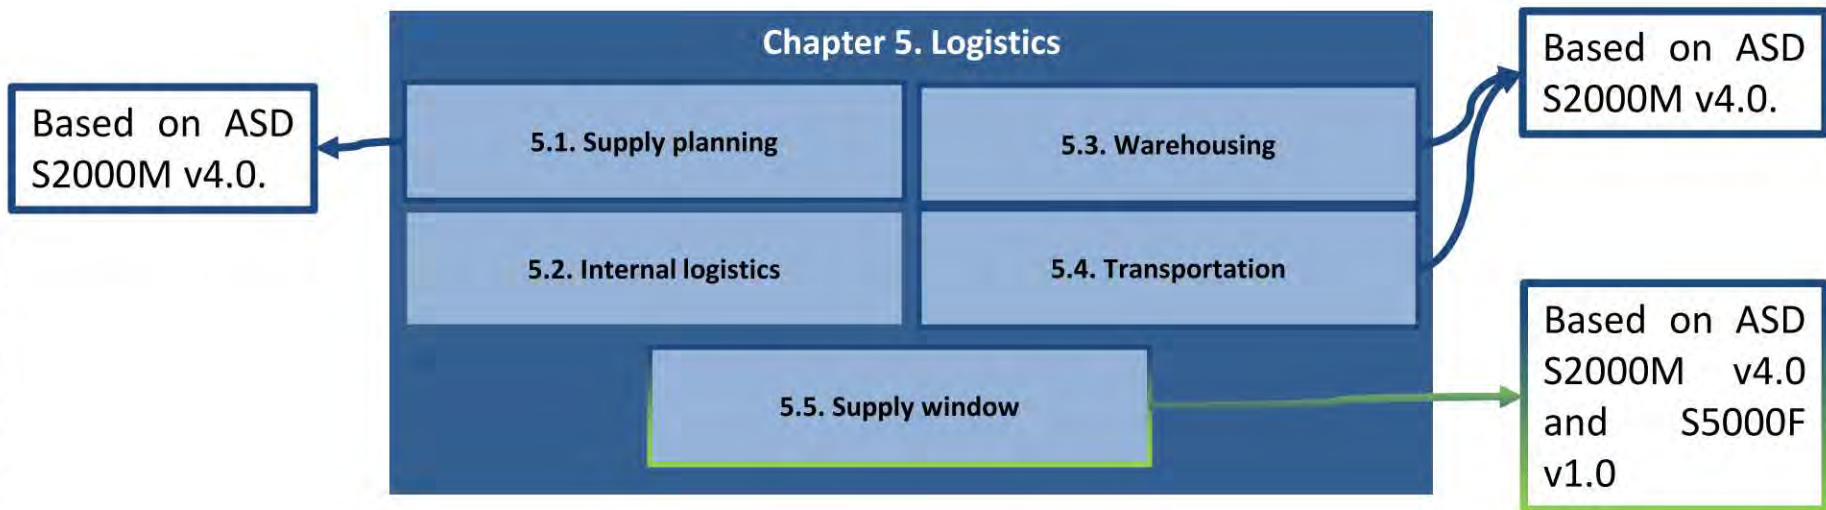 Chapter 5. Logistics
Based on ASD
S2000M v4.0.
5.1. Supply planning
5.3. Warehousing
Based on ASD
S2000M v4.0.
5.2. Internal logistics
5.4. Transportation
5.5. Supply window
Based on ASD
S2000M v4.0
and S5000F
v1.0